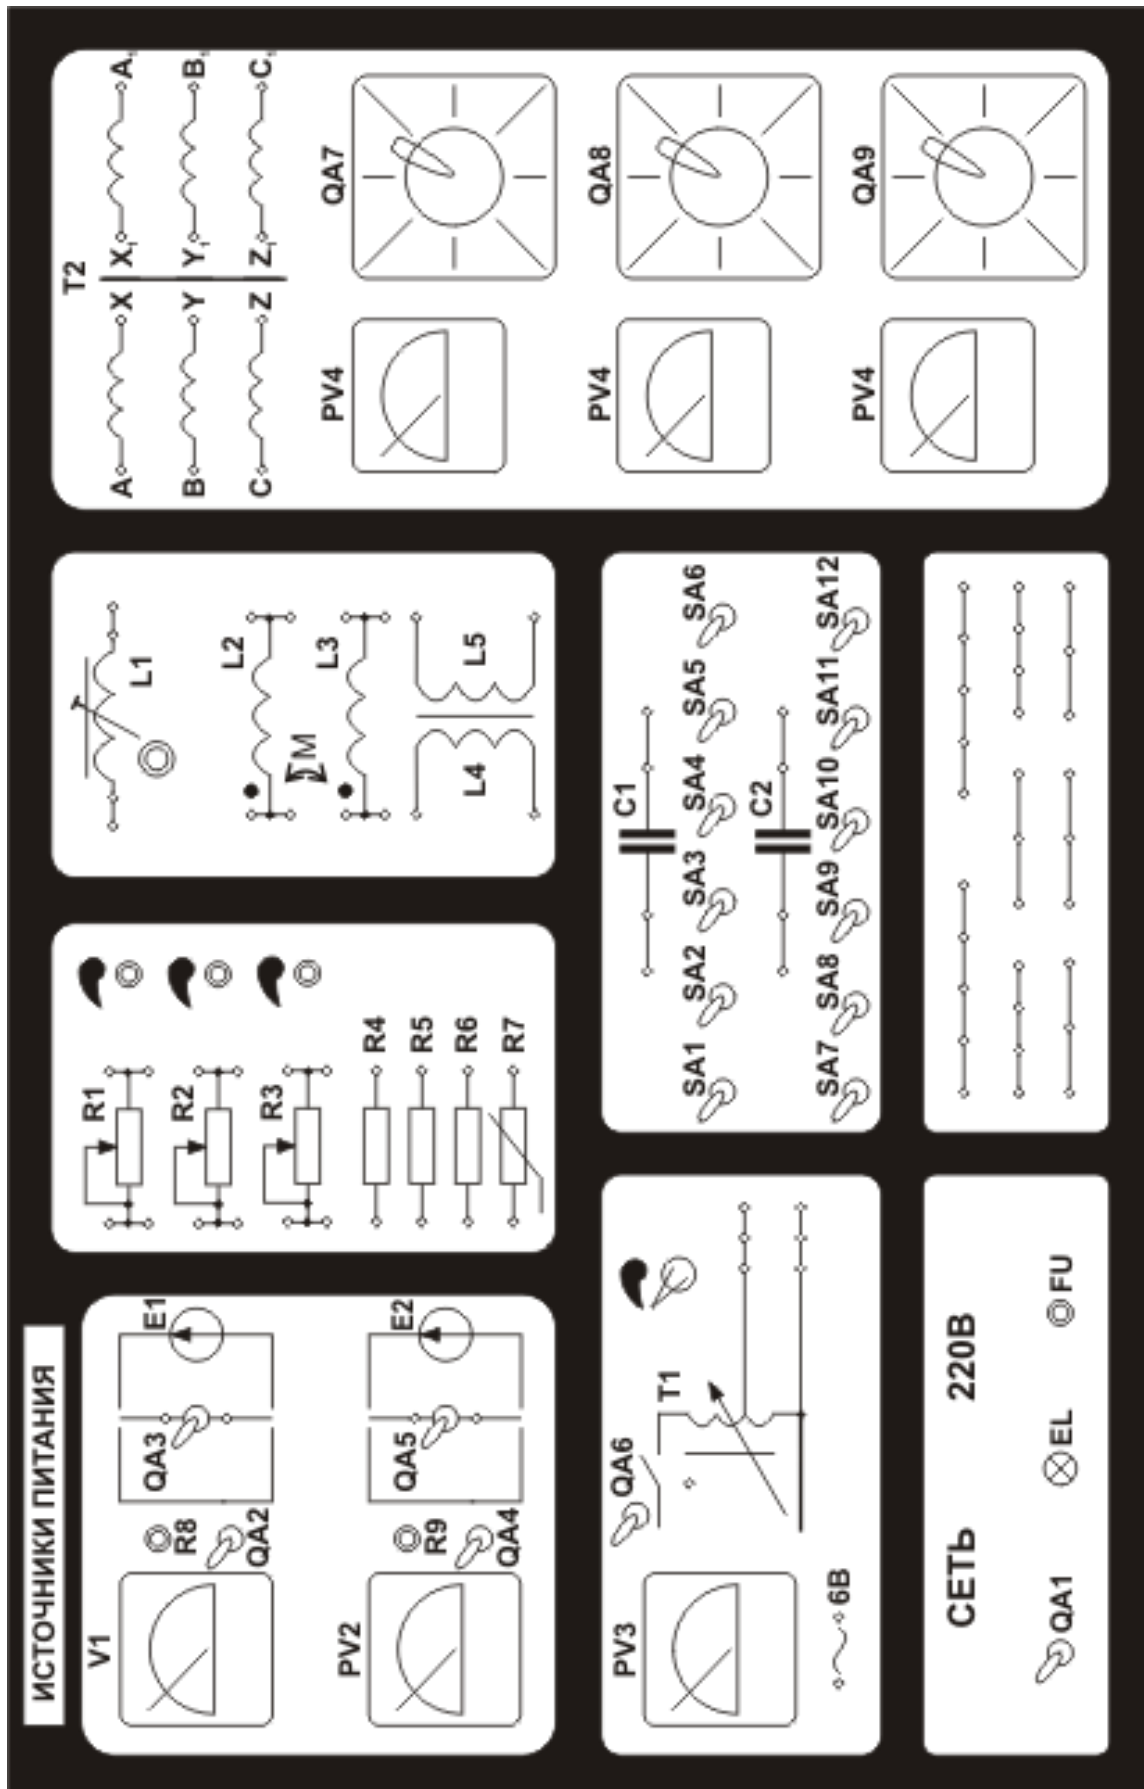 ИСТОЧНИКИ ПИТАНИЯ
V1
R8
QA2
QA3
E1
PV2
R9
QA4
QA5
E2
R1
R2
R3
R4
R5
R6
R7
L1
L2
M
L3
L4
L5
T2
A
X
X₁
A₁
B
Y
Y₁
B₁
C
Z
Z₁
C₁
PV4
QA7
PV4
QA8
PV4
QA9
PV3
6В
QA6
T1
C1
SA1
SA2
SA3
SA4
SA5
SA6
C2
SA7
SA8
SA9
SA10
SA11
SA12
СЕТЬ
220В
QA1
EL
FU